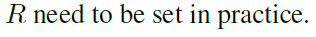 R need to be set in practice.